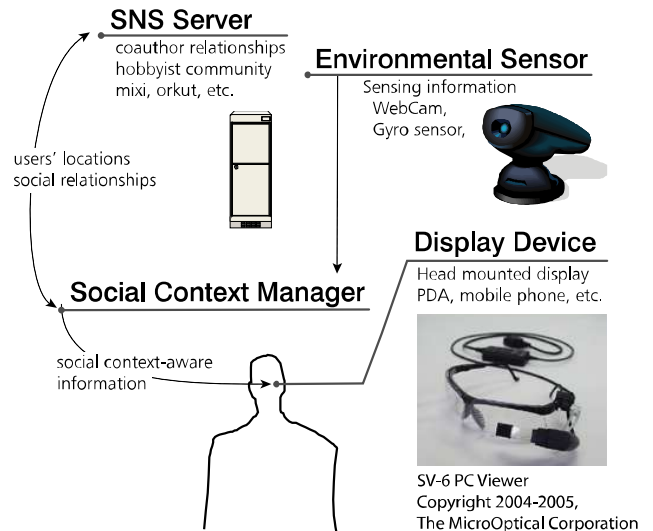 SNS Server
coauthor relationships
hobbyist community
mixi, orkut, etc.
Environmental Sensor
Sensing information
WebCam,
Gyro sensor,
users' locations
social relationships
Display Device
Head mounted display
PDA, mobile phone, etc.
Social Context Manager
social context-aware
information
SV-6 PC Viewer
Copyright 2004-2005,
The MicroOptical Corporation